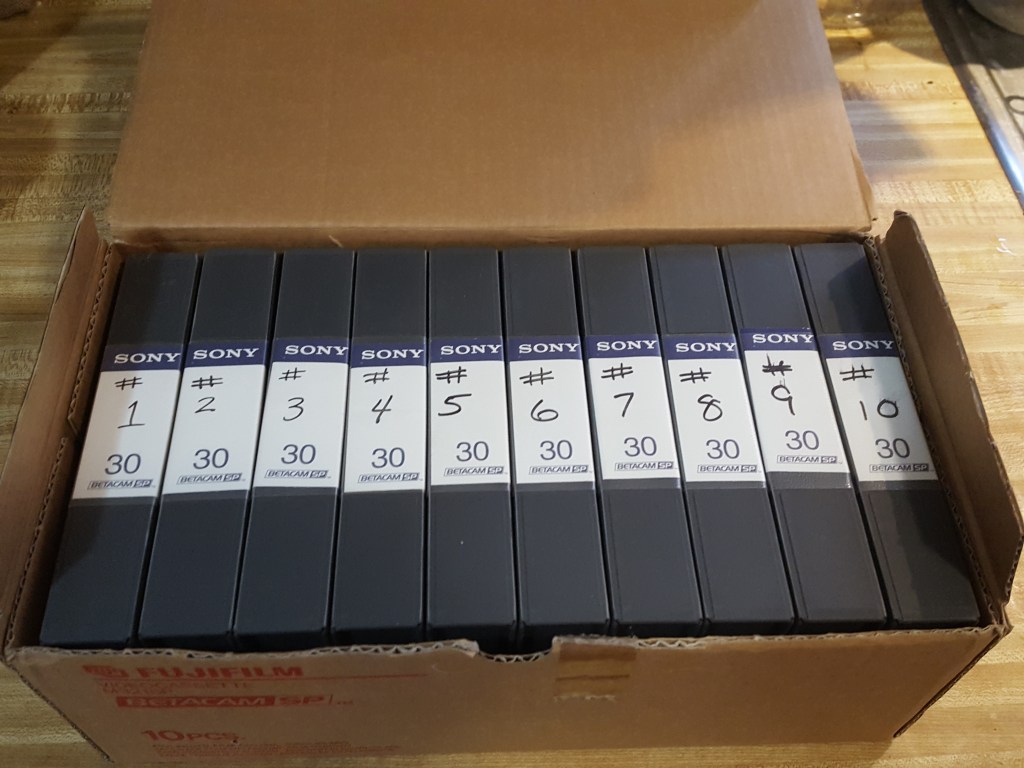 SONY
#
1
30
BETACAM SP
SONY
#
2
30
BETACAM SP
SONY
#
3
30
BETACAM SP
SONY
#
4
30
BETACAM SP
SONY
#
5
30
BETACAM SP
SONY
#
6
30
BETACAM SP
SONY
#
7
30
BETACAM SP
SONY
#
8
30
BETACAM SP
SONY
#
9
30
BETACAM SP
SONY
#
10
30
BETACAM SP
FUJIFILM
BETACAM SP
10PCS.